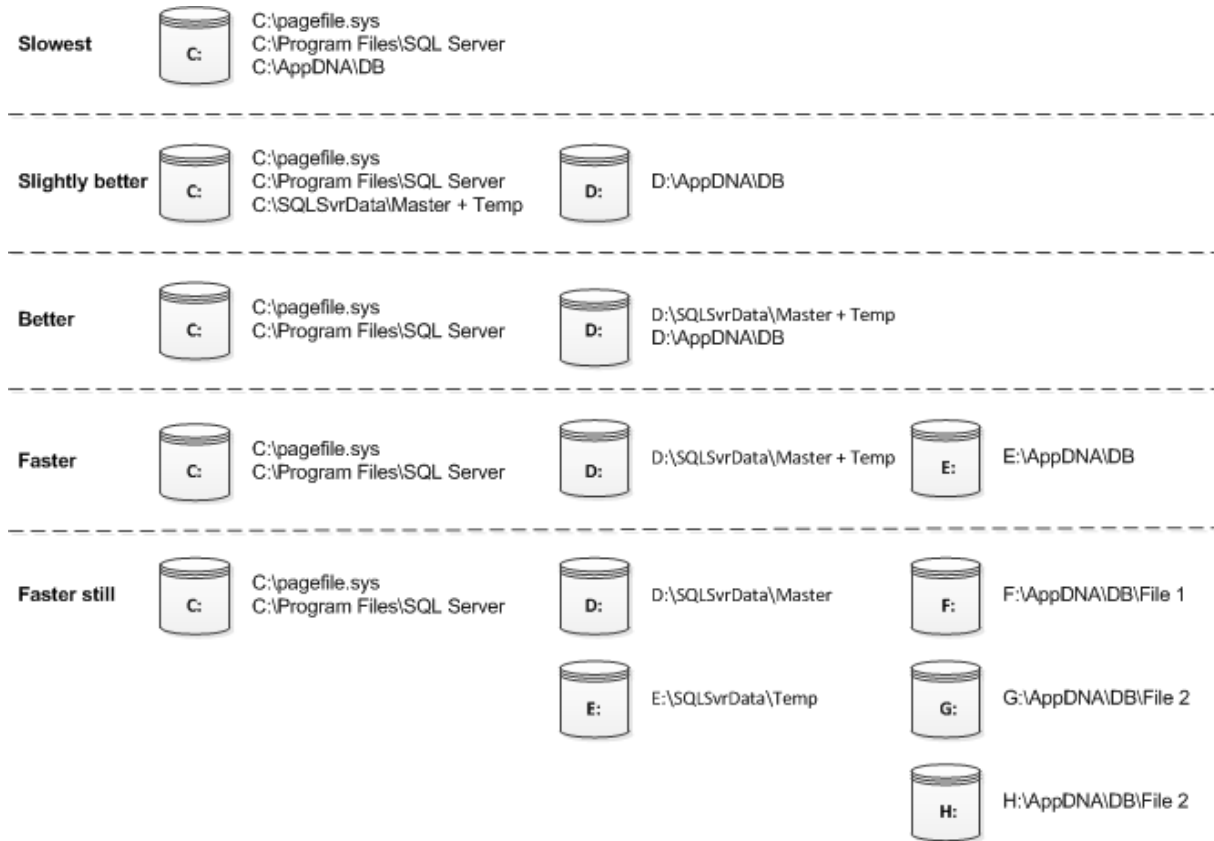 Slowest
C:
C:\pagefile.sys
C:\Program Files\SQL Server
C:\AppDNA\DB
Slightly better
C:
C:\pagefile.sys
C:\Program Files\SQL Server
C:\SQLSvrData\Master + Temp
D:
D:\AppDNA\DB
Better
C:
C:\pagefile.sys
C:\Program Files\SQL Server
D:
D:\SQLSvrData\Master + Temp
D:\AppDNA\DB
Faster
C:
C:\pagefile.sys
C:\Program Files\SQL Server
D:
D:\SQLSvrData\Master + Temp
E:
E:\AppDNA\DB
Faster still
C:
C:\pagefile.sys
C:\Program Files\SQL Server
D:
D:\SQLSvrData\Master
F:
F:\AppDNA\DB\File 1
E:
E:\SQLSvrData\Temp
G:
G:\AppDNA\DB\File 2
H:
H:\AppDNA\DB\File 2